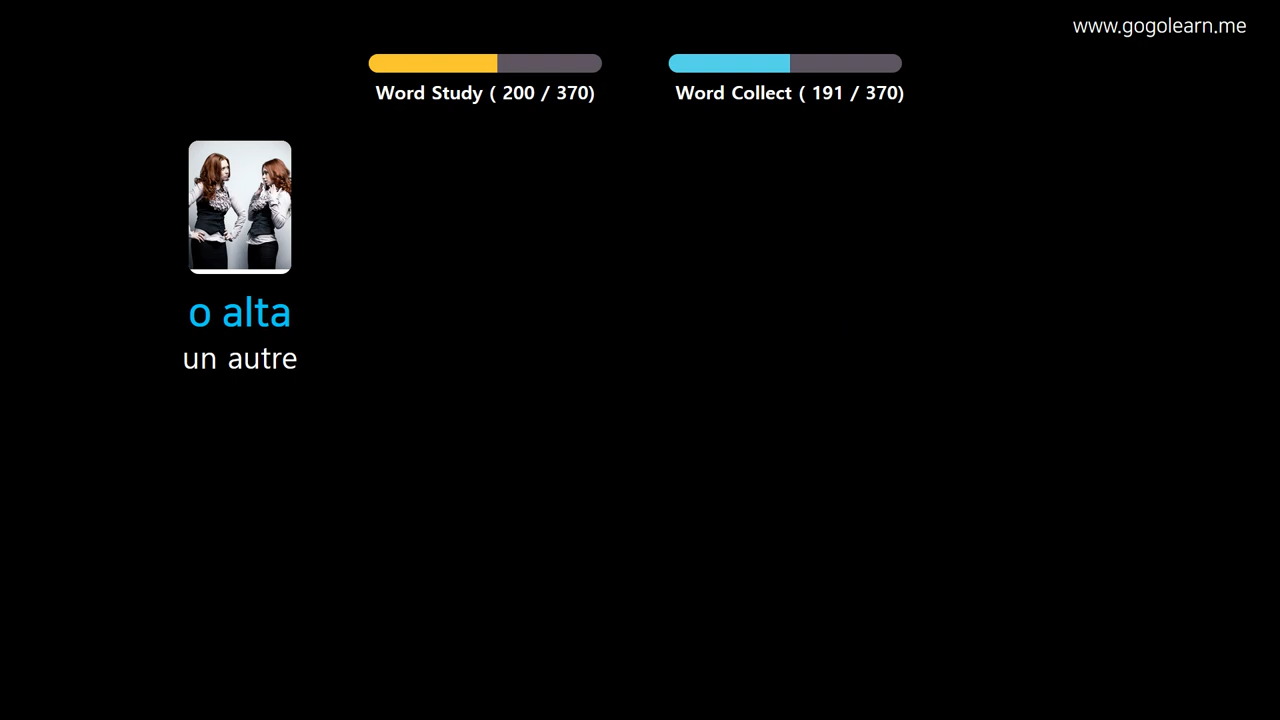 www.gogolearn.me
Word Study ( 200 / 370)
Word Collect ( 191 / 370)
o alta
un autre